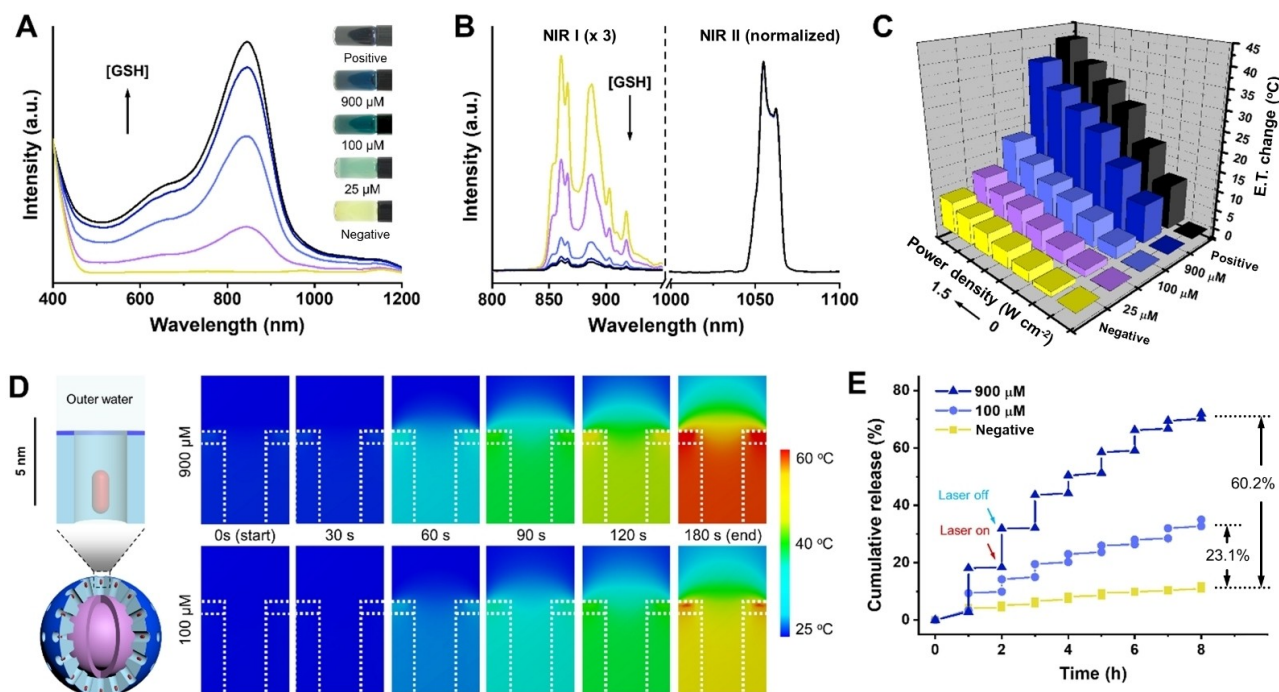 A
Intensity (a.u.)
[GSH]
Positive
900 µM
100 µM
25 µM
Negative
400 600 800 1000 1200
Wavelength (nm)
B
Intensity (a.u.)
NIR I (x 3)
NIR II (normalized)
[GSH]
800 850 900 1000 1050 1100
Wavelength (nm)
C
45
40
35
30
25
20
15
10
5
0
E.T. change (ºC)
Positive
900 µM
100 µM
25 µM
Negative
Power density (W cm-2)
1.5
0
D
Outer water
5 nm
900 µM
0s (start) 30 s 60 s 90 s 120 s 180 s (end)
100 µM
60 ºC
40 ºC
25 ºC
E
Cumulative release (%)
80
60
40
20
0
900 µM
100 µM
Negative
Laser off
Laser on
60.2%
23.1%
0 2 4 6 8
Time (h)